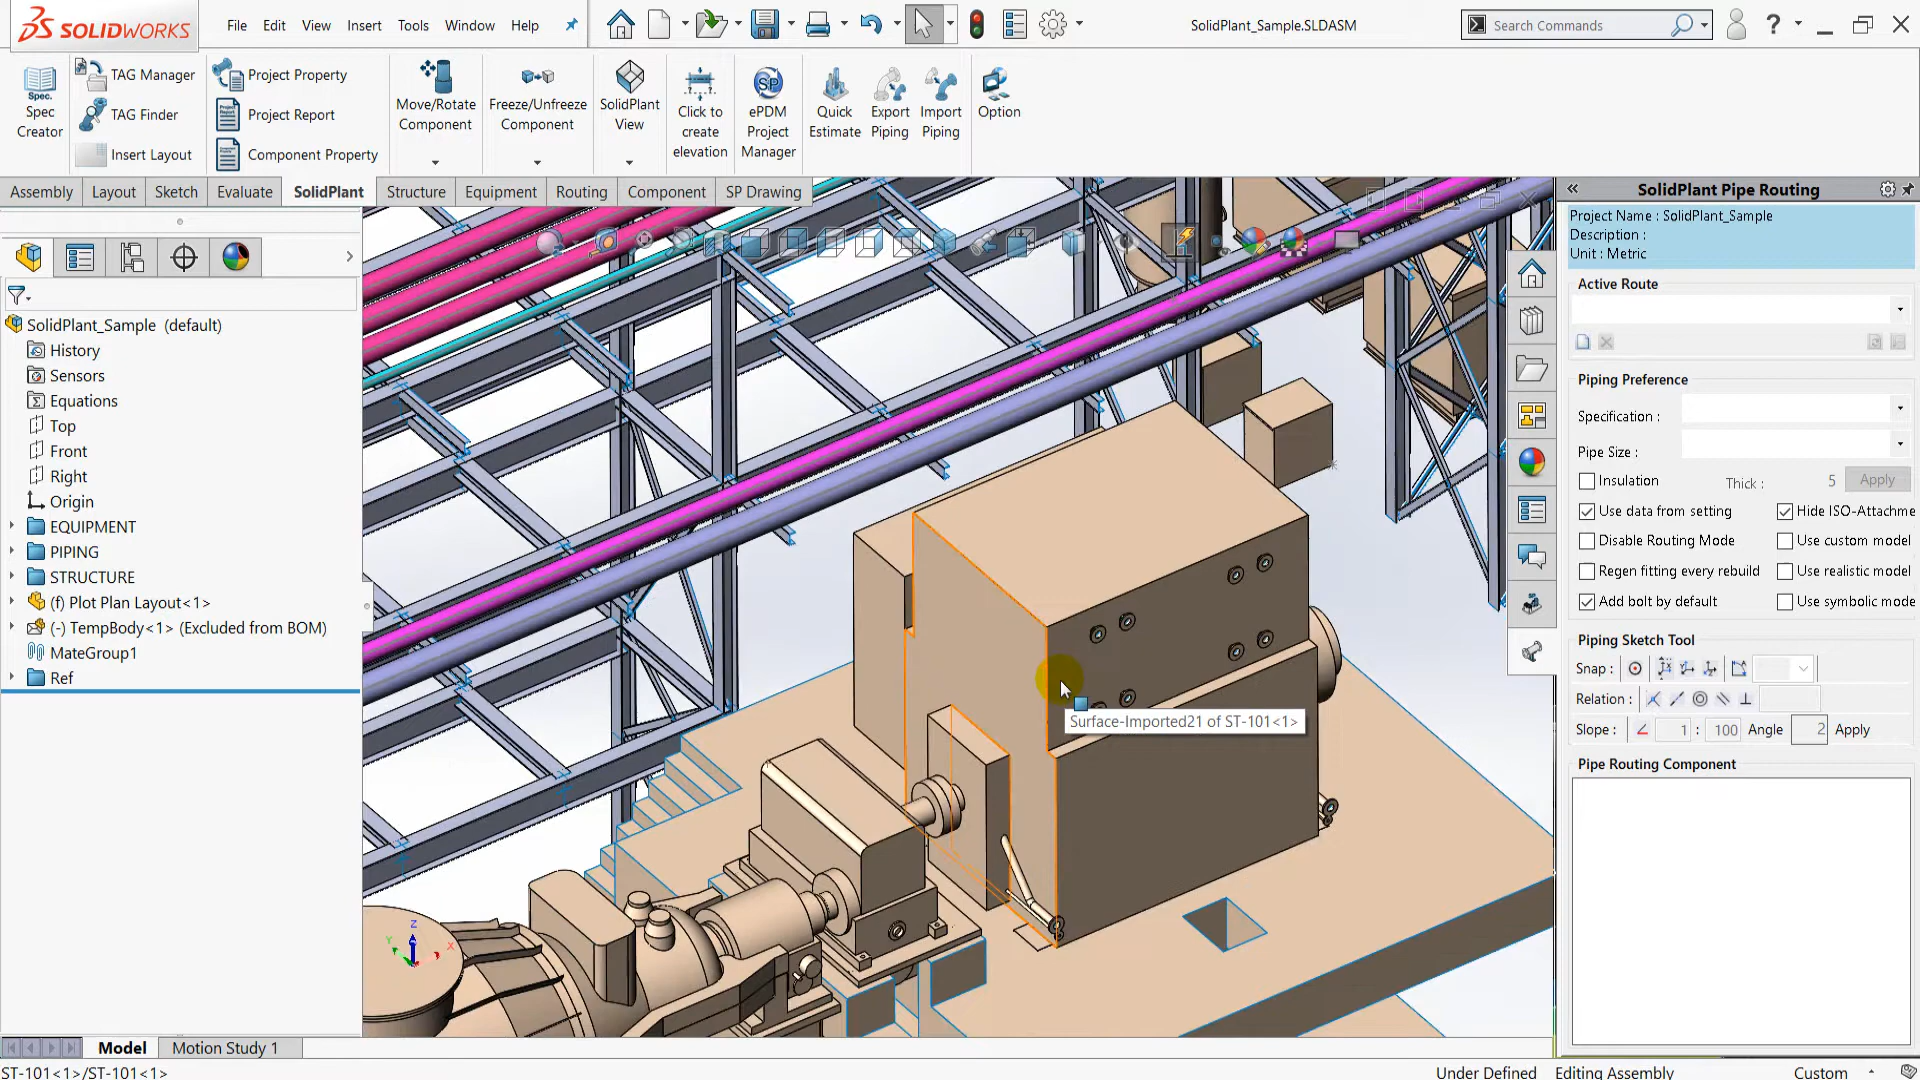 SOLIDWORKS
File Edit View Insert Tools Window Help
SolidPlant_Sample.SLDASM
Search Commands
?
Spec.
Spec Creator
TAG Manager
TAG Finder
Insert Layout
Project Property
Project Report
Component Property
Move/Rotate Component
Freeze/Unfreeze Component
SolidPlant View
Click to create elevation
SP
ePDM Project Manager
Quick Estimate
Export Piping
Import Piping
Option
Assembly Layout Sketch Evaluate SolidPlant Structure Equipment Routing Component SP Drawing
SolidPlant_Sample (default)
History
Sensors
Equations
Top
Front
Right
Origin
EQUIPMENT
PIPING
STRUCTURE
(f) Plot Plan Layout<1>
(-) TempBody<1> (Excluded from BOM)
MateGroup1
Ref
Surface-Imported21 of ST-101<1>
Z
Y
X
SolidPlant Pipe Routing
Project Name : SolidPlant_Sample
Description :
Unit : Metric
Active Route
Piping Preference
Specification :
Pipe Size :
Insulation Thick : 5 Apply
Use data from setting Hide ISO-Attachme
Disable Routing Mode Use custom model
Regen fitting every rebuild Use realistic model
Add bolt by default Use symbolic mode
Piping Sketch Tool
Snap :
Relation :
Slope : 1 : 100 Angle 2 Apply
Pipe Routing Component
Model Motion Study 1
ST-101<1>/ST-101<1>
Under Defined Editing Assembly Custom